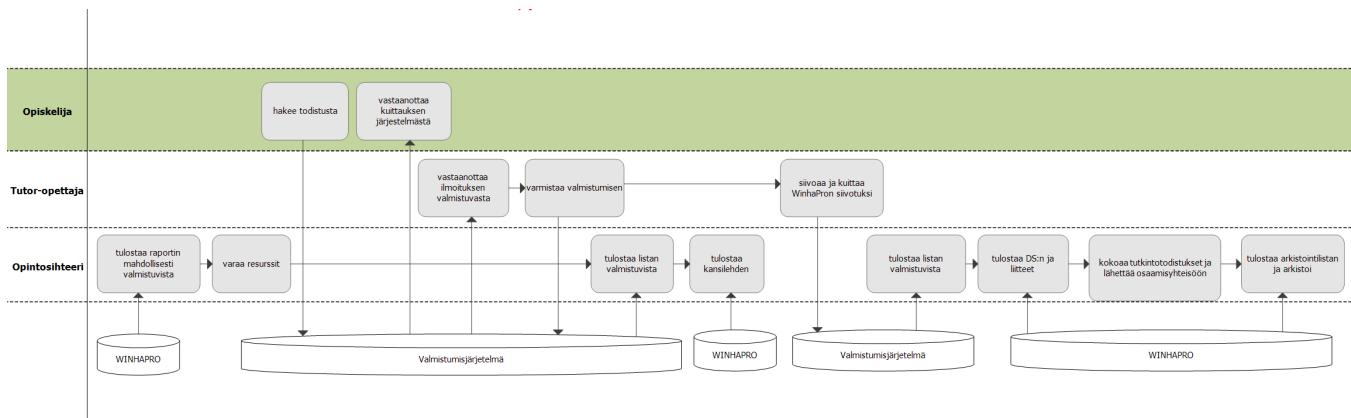 Opiskelija
hakee todistusta
vastaanottaa
kuittauksen
järjestelmästä
Tutor-opettaja
vastaanottaa
ilmoituksen
valmistuvasta
varmistaa valmistumisen
siivoaa ja kuittaa
WinhaPron siivotuksi
Opintosihteeri
tulostaa raportin
mahdollisesti
valmistuvista
varaa resurssit
tulostaa listan
valmistuvista
tulostaa
kansilehden
tulostaa listan
valmistuvista
tulostaa DS:n ja
liitteet
kokoaa tutkintotodistukset ja
lähettää osaamisyhteisöön
tulostaa arkistointilistan
ja arkistoi
WINHAPRO
Valmistumisjärjetelmä
WINHAPRO
Valmistumisjärjetelmä
WINHAPRO